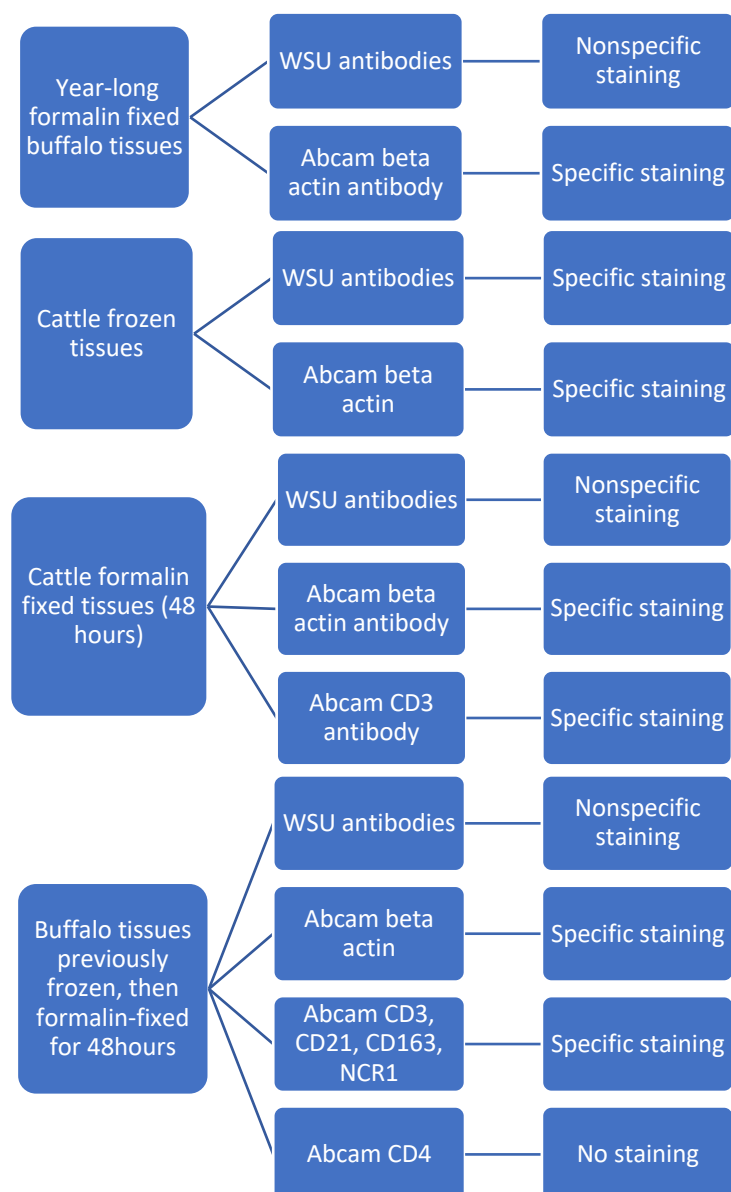 Year-long
formalin fixed
buffalo tissues
WSU antibodies
Nonspecific
staining
Abcam beta
actin antibody
Specific staining
Cattle frozen
tissues
WSU antibodies
Specific staining
Abcam beta
actin
Specific staining
Cattle formalin
fixed tissues (48
hours)
WSU antibodies
Nonspecific
staining
Abcam beta
actin antibody
Specific staining
Abcam CD3
antibody
Specific staining
Buffalo tissues
previously
frozen, then
formalin-fixed
for 48hours
WSU antibodies
Nonspecific
staining
Abcam beta
actin
Specific staining
Abcam CD3,
CD21, CD163,
NCR1
Specific staining
Abcam CD4
No staining